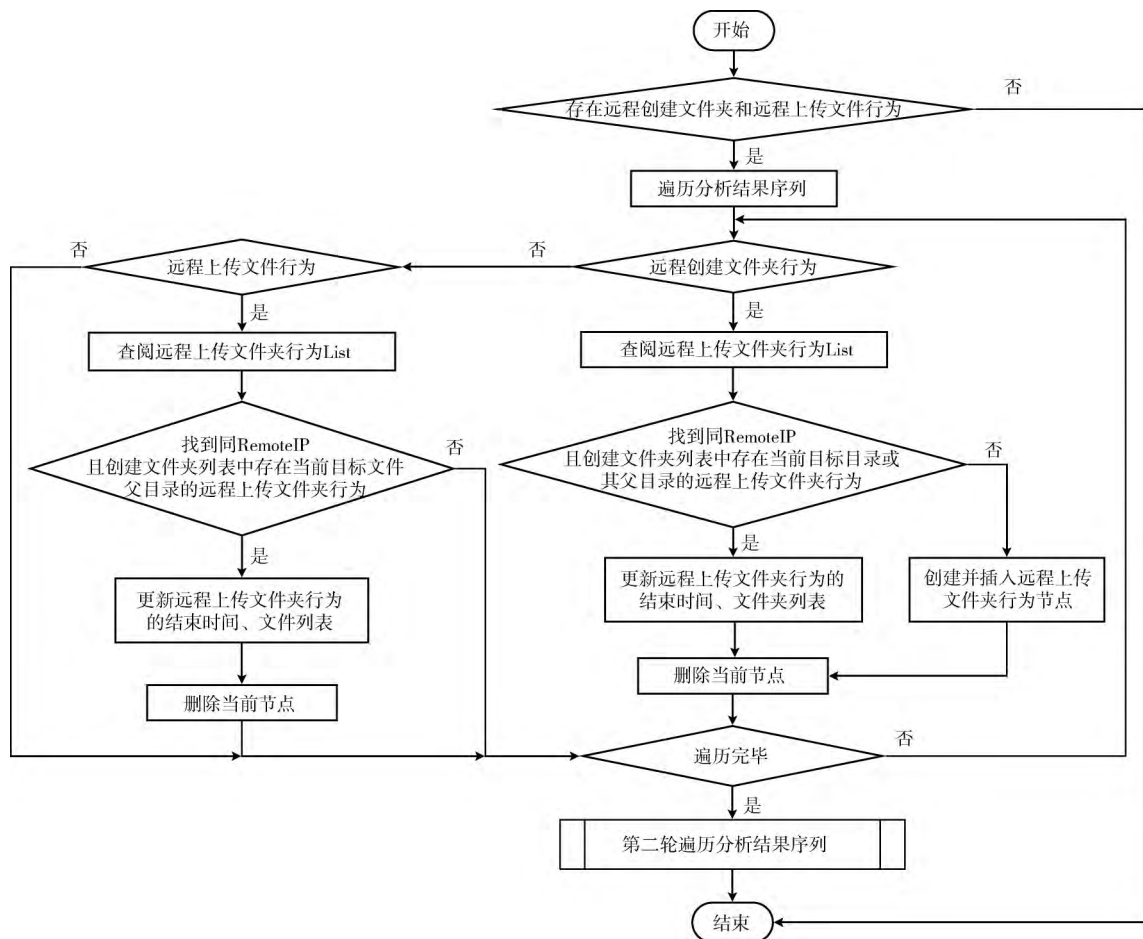 开始
否
存在远程创建文件夹和远程上传文件行为
是
遍历分析结果序列
否
远程上传文件行为
否
远程创建文件夹行为
是
是
查阅远程上传文件夹行为List
查阅远程上传文件夹行为List
找到同RemoteIP
且创建文件夹列表中存在当前目标文件
父目录的远程上传文件夹行为
否
找到同RemoteIP
且创建文件夹列表中存在当前目标目录或
其父目录的远程上传文件夹行为
否
是
是
更新远程上传文件夹行为
的结束时间、文件列表
更新远程上传文件夹行为的
结束时间、文件夹列表
创建并插入远程上传
文件夹行为节点
删除当前节点
删除当前节点
遍历完毕
否
是
第二轮遍历分析结果序列
结束